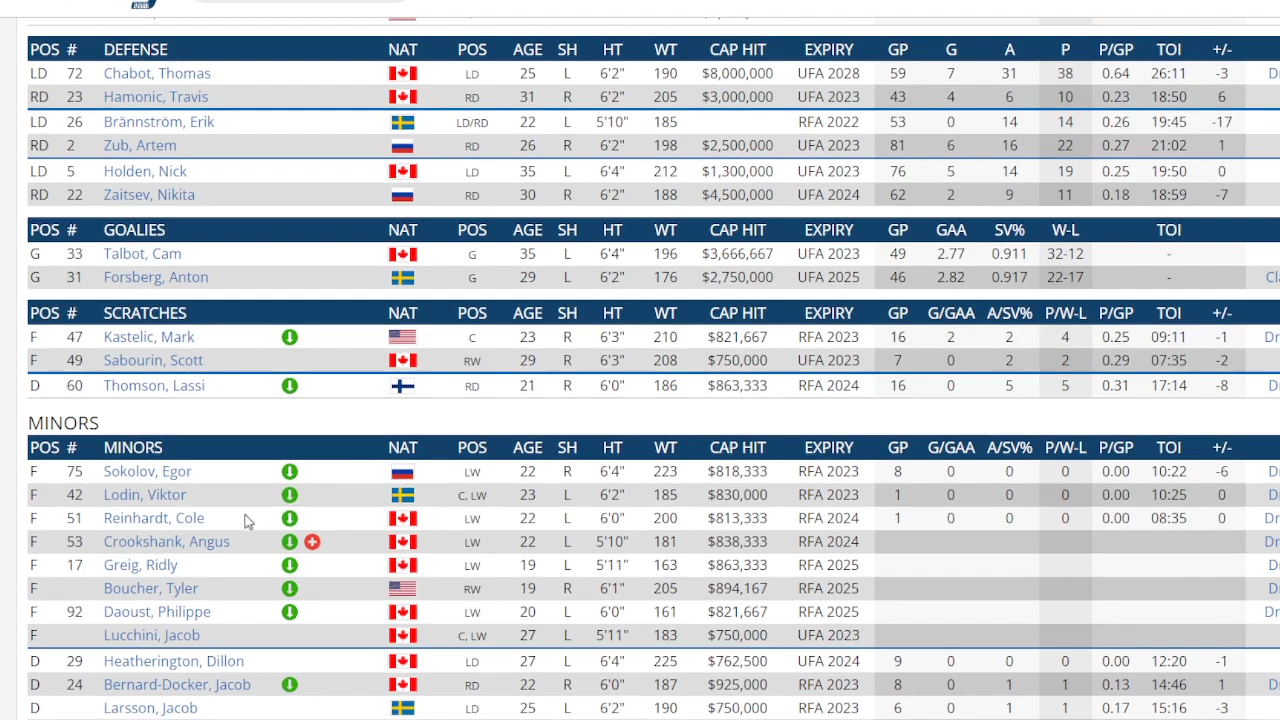 POS # DEFENSE NAT POS AGE SH HT WT CAP HIT EXPIRY GP G A P P/GP TOI +/-
LD 72 Chabot, Thomas LD 25 L 6'2" 190 $8,000,000 UFA 2028 59 7 31 38 0.64 26:11 -3 D
RD 23 Hamonic, Travis RD 31 R 6'2" 205 $3,000,000 UFA 2023 43 4 6 10 0.23 18:50 6
LD 26 Brännström, Erik LD/RD 22 L 5'10" 185 RFA 2022 53 0 14 14 0.26 19:45 -17
RD 2 Zub, Artem RD 26 R 6'2" 198 $2,500,000 UFA 2023 81 6 16 22 0.27 21:02 1
LD 5 Holden, Nick LD 35 L 6'4" 212 $1,300,000 UFA 2023 76 5 14 19 0.25 19:50 0
RD 22 Zaitsev, Nikita RD 30 R 6'2" 188 $4,500,000 UFA 2024 62 2 9 11 0.18 18:59 -7
POS # GOALIES NAT POS AGE SH HT WT CAP HIT EXPIRY GP GAA SV% W-L TOI
G 33 Talbot, Cam G 35 L 6'4" 196 $3,666,667 UFA 2023 49 2.77 0.911 32-12 -
G 31 Forsberg, Anton G 29 L 6'2" 176 $2,750,000 UFA 2025 46 2.82 0.917 22-17 - Cl
POS # SCRATCHES NAT POS AGE SH HT WT CAP HIT EXPIRY GP G/GAA A/SV% P/W-L P/GP TOI +/-
F 47 Kastelic, Mark C 23 R 6'3" 210 $821,667 RFA 2023 16 2 2 4 0.25 09:11 -1 Dr
F 49 Sabourin, Scott RW 29 R 6'3" 208 $750,000 UFA 2023 7 0 2 2 0.29 07:35 -2
D 60 Thomson, Lassi RD 21 R 6'0" 186 $863,333 RFA 2024 16 0 5 5 0.31 17:14 -8 D
MINORS
POS # MINORS NAT POS AGE SH HT WT CAP HIT EXPIRY GP G/GAA A/SV% P/W-L P/GP TOI +/-
F 75 Sokolov, Egor LW 22 R 6'4" 223 $818,333 RFA 2023 8 0 0 0 0.00 10:22 -6 D
F 42 Lodin, Viktor C, LW 23 L 6'2" 185 $830,000 RFA 2023 1 0 0 0 0.00 10:25 0 D
F 51 Reinhardt, Cole LW 22 L 6'0" 200 $813,333 RFA 2024 1 0 0 0 0.00 08:35 0 Dr
F 53 Crookshank, Angus LW 22 L 5'10" 181 $838,333 RFA 2024 Dr
F 17 Greig, Ridly LW 19 L 5'11" 163 $863,333 RFA 2025 D
F Boucher, Tyler RW 19 R 6'1" 205 $894,167 RFA 2025 D
F 92 Daoust, Philippe LW 20 L 6'0" 161 $821,667 RFA 2025 Dr
F Lucchini, Jacob C, LW 27 L 5'11" 183 $750,000 UFA 2023
D 29 Heatherington, Dillon LD 27 L 6'4" 225 $762,500 UFA 2024 9 0 0 0 0.00 12:20 -1
D 24 Bernard-Docker, Jacob RD 22 R 6'0" 187 $925,000 RFA 2023 8 0 1 1 0.13 14:46 1 D
D Larsson, Jacob LD 25 L 6'2" 190 $750,000 UFA 2023 6 0 1 1 0.17 15:16 -3 D